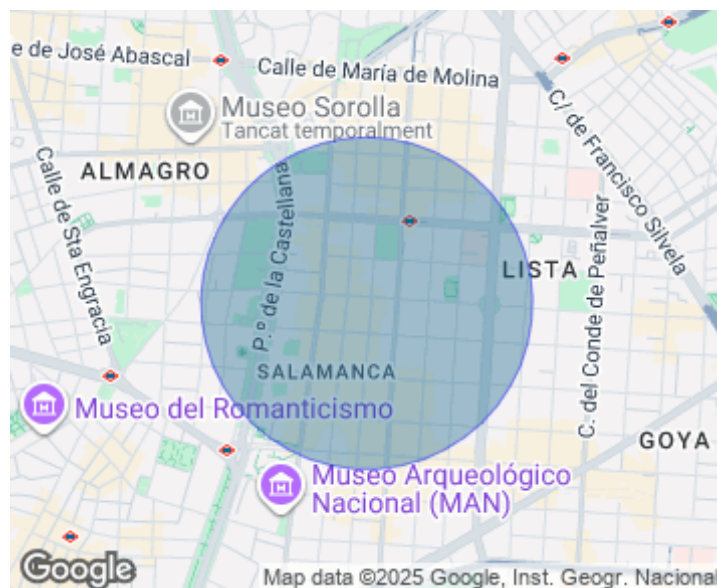 e de José Abascal
Calle de María de Molina
Museo Sorolla
Tancat temporalment
C/ de Francisco Silvela
ALMAGRO
Calle de Sta Engracia
P.º de la Castellana
C. del Conde de Peñalver
LISTA
SALAMANCA
Museo del Romanticismo
GOYA
Museo Arqueológico
Nacional (MAN)
Google
Map data ©2025 Google, Inst. Geogr. Nacional